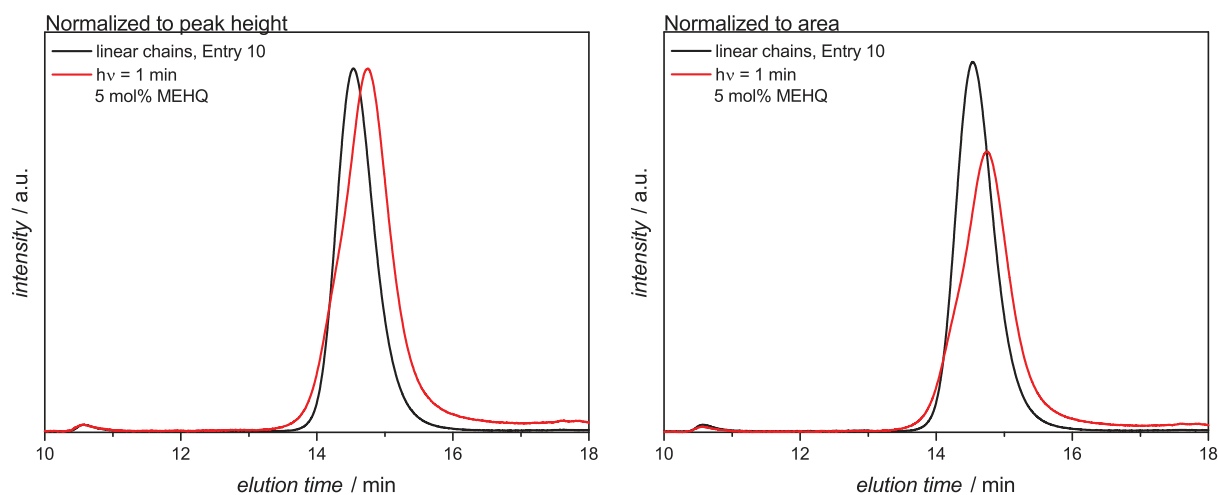 Normalized to peak height
linear chains, Entry 10
hν = 1 min
5 mol% MEHQ
intensity / a.u.
10 12 14 16 18
elution time / min
Normalized to area
linear chains, Entry 10
hν = 1 min
5 mol% MEHQ
intensity / a.u.
10 12 14 16 18
elution time / min